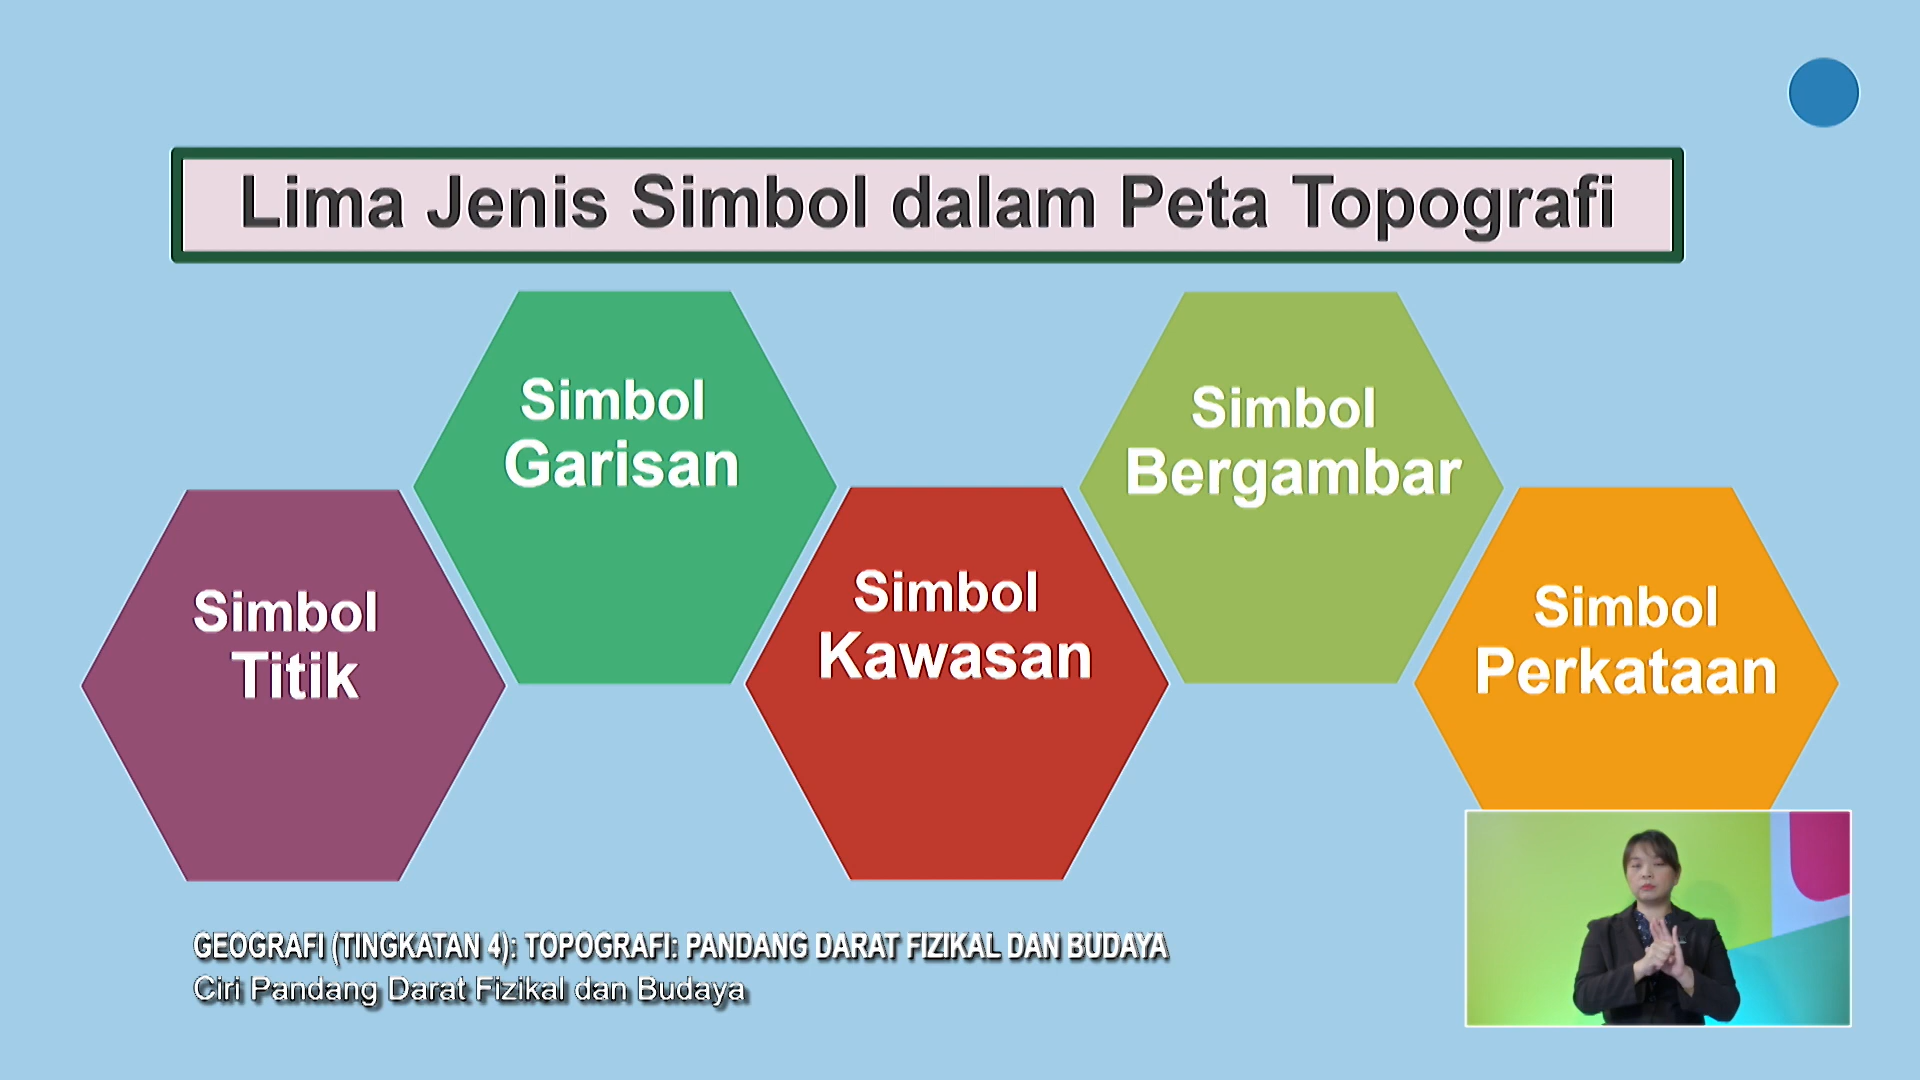 Lima Jenis Simbol dalam Peta Topografi
Simbol
Titik
Simbol
Garisan
Simbol
Kawasan
Simbol
Bergambar
Simbol
Perkataan
GEOGRAFI (TINGKATAN 4): TOPOGRAFI: PANDANG DARAT FIZIKAL DAN BUDAYA
Ciri Pandang Darat Fizikal dan Budaya